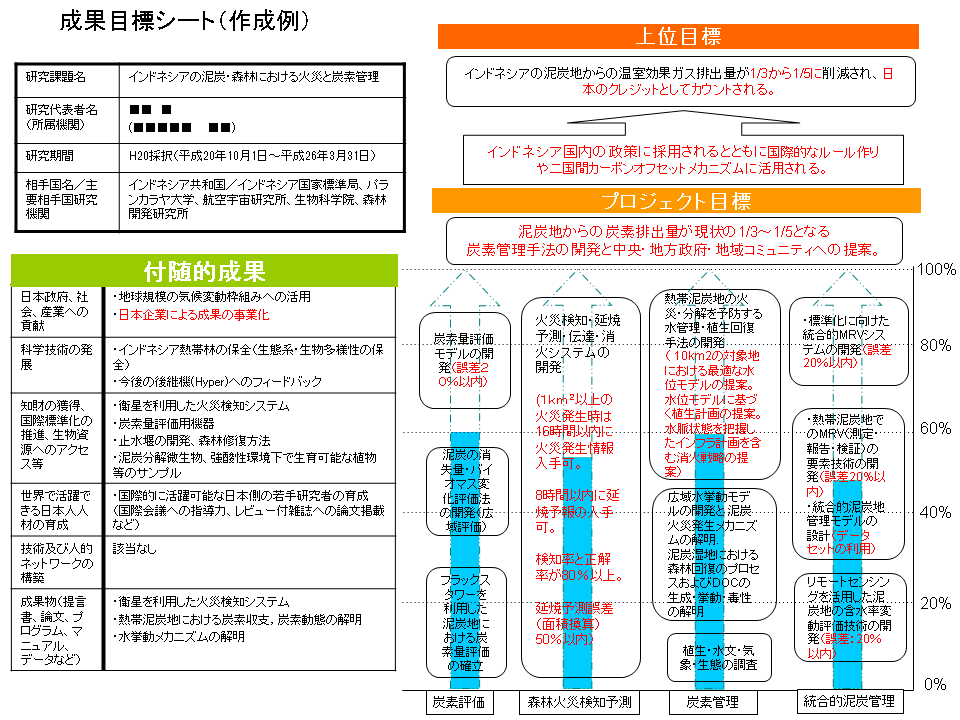 成果目標シート（作成例）
研究課題名
インドネシアの泥炭・森林における火災と炭素管理
研究代表者名
（所属機関）
■■　■
（■■■■■　■■）
研究期間
H20採択（平成20年10月1日～平成26年3月31日）
相手国名／主
要相手国研究
機関
インドネシア共和国／インドネシア国家標準局、パラ
ンカラヤ大学、航空宇宙研究所、生物科学院、森林
開発研究所
上位目標
インドネシアの泥炭地からの温室効果ガス排出量が1/3から1/5に削減され、日
本のクレジットとしてカウントされる。
インドネシア国内の政策に採用されるとともに国際的なルール作り
や二国間カーボンオフセットメカニズムに活用される。
プロジェクト目標
泥炭地からの炭素排出量が現状の1/3～1/5となる
炭素管理手法の開発と中央・地方政府・地域コミュニティへの提案。
付随的成果
日本政府、社
会、産業への
貢献
・地球規模の気候変動枠組みへの活用
・日本企業による成果の事業化
科学技術の発
展
・インドネシア熱帯林の保全（生態系・生物多様性の保
全）
・今後の後継機(Hyper)へのフィードバック
知財の獲得、
国際標準化の
推進、生物資
源へのアクセ
ス等
・衛星を利用した火災検知システム
・炭素量評価用機器
・止水堰の開発、森林修復方法
・泥炭分解微生物、強酸性環境下で生育可能な植物
等のサンプル
世界で活躍で
きる日本人人
材の育成
・国際的に活躍可能な日本側の若手研究者の育成
（国際会議への指導力、レビュー付雑誌への論文掲載
など）
技術及び人的
ネットワークの
構築
該当なし
成果物（提言
書、論文、プ
ログラム、マ
ニュアル、
データなど）
・衛星を利用した火災検知システム
・熱帯泥炭地における炭素収支，炭素動態の解明
・水挙動メカニズムの解明
100%
80%
60%
40%
20%
0%
炭素量評価
モデルの開
発（誤差2
0％以内）
泥炭の消
失量・バイ
オマス変
化評価法
の開発（広
域評価）
フラックス
タワーを
利用した
泥炭地に
おける炭
素量評価
の確立
炭素評価
火災検知・延焼
予測・伝達・消
火システムの
開発
（1ｋｍ²以上の
火災発生時は
16時間以内に
火災発生情報
入手可。
8時間以内に延
焼予報の入手
可。
検知率と正解
率が80％以上。
延焼予測誤差
（面積換算）
50％以内）
森林火災検知予測
熱帯泥炭地の火
災・分解を予防する
水管理・植生回復
手法の開発
（10km2の対象地
における最適な水
位モデルの提案。
水位モデルに基づ
く植生計画の提案。
水脈状態を把握し
たインフラ計画を含
む消火戦略の提
案）
広域水挙動モデ
ルの開発と泥炭
火災発生メカニズ
ムの解明.
泥炭湿地における
森林回復のプロセ
スおよびDOCの
生成・挙動・毒性
の解明
植生・水文・気
象・生態の調査
炭素管理
・標準化に向けた
統合的MRVシス
テムの開発（誤差
20％以内）
・熱帯泥炭地で
のMRV（測定・
報告・検証）の
要素技術の開
発（誤差20％以
内）
・統合的泥炭地
管理モデルの
設計（データ
セットの利用）
リモートセンシン
グを活用した泥
炭地の含水率変
動評価技術の開
発（誤差：20％
以内）
統合的泥炭管理